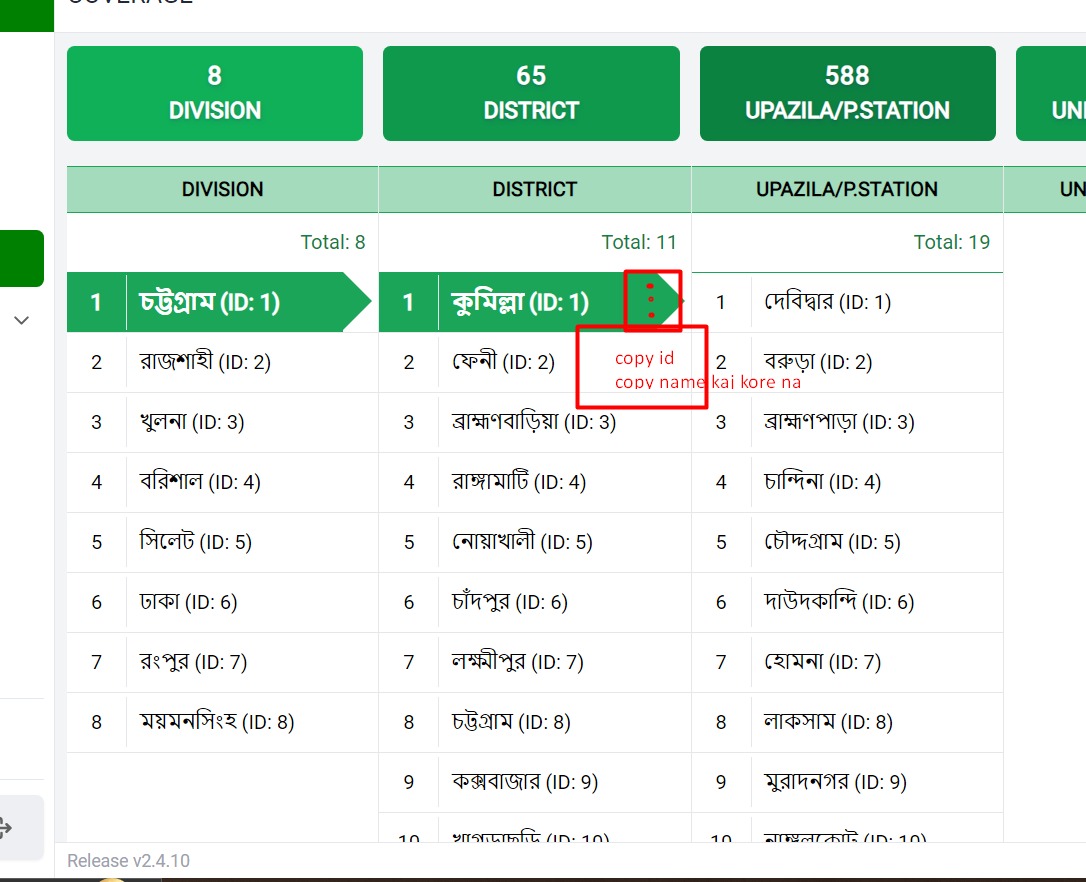 COVERAGE
8
DIVISION
65
DISTRICT
588
UPAZILA/P.STATION
UNI
DIVISION
DISTRICT
UPAZILA/P.STATION
UN
Total: 8
Total: 11
Total: 19
1 চট্টগ্রাম (ID: 1)
1 কুমিল্লা (ID: 1)
1 দেবিদ্বার (ID: 1)
copy id
copy name kaj kore na
2 রাজশাহী (ID: 2)
2 ফেনী (ID: 2)
2 বরুড়া (ID: 2)
3 খুলনা (ID: 3)
3 ব্রাহ্মণবাড়িয়া (ID: 3)
3 ব্রাহ্মণপাড়া (ID: 3)
4 বরিশাল (ID: 4)
4 রাঙ্গামাটি (ID: 4)
4 চান্দিনা (ID: 4)
5 সিলেট (ID: 5)
5 নোয়াখালী (ID: 5)
5 চৌদ্দগ্রাম (ID: 5)
6 ঢাকা (ID: 6)
6 চাঁদপুর (ID: 6)
6 দাউদকান্দি (ID: 6)
7 রংপুর (ID: 7)
7 লক্ষ্মীপুর (ID: 7)
7 হোমনা (ID: 7)
8 ময়মনসিংহ (ID: 8)
8 চট্টগ্রাম (ID: 8)
8 লাকসাম (ID: 8)
9 কক্সবাজার (ID: 9)
9 মুরাদনগর (ID: 9)
10 খাগড়াছড়ি (ID: 10)
10 নাঙ্গলকোট (ID: 10)
Release v2.4.10